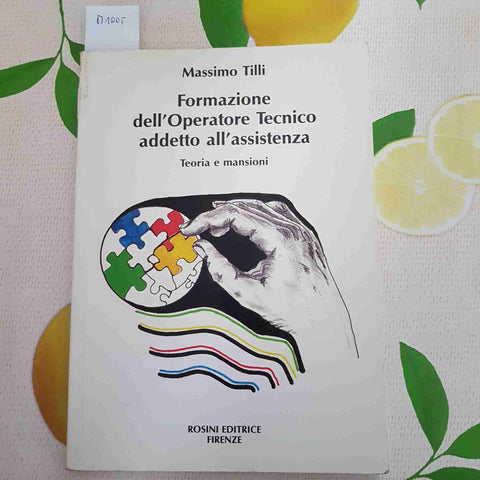 Massimo Tilli
Formazione
dell'Operatore Tecnico
addetto all'assistenza
Teoria e mansioni
ROSINI EDITRICE
FIRENZE